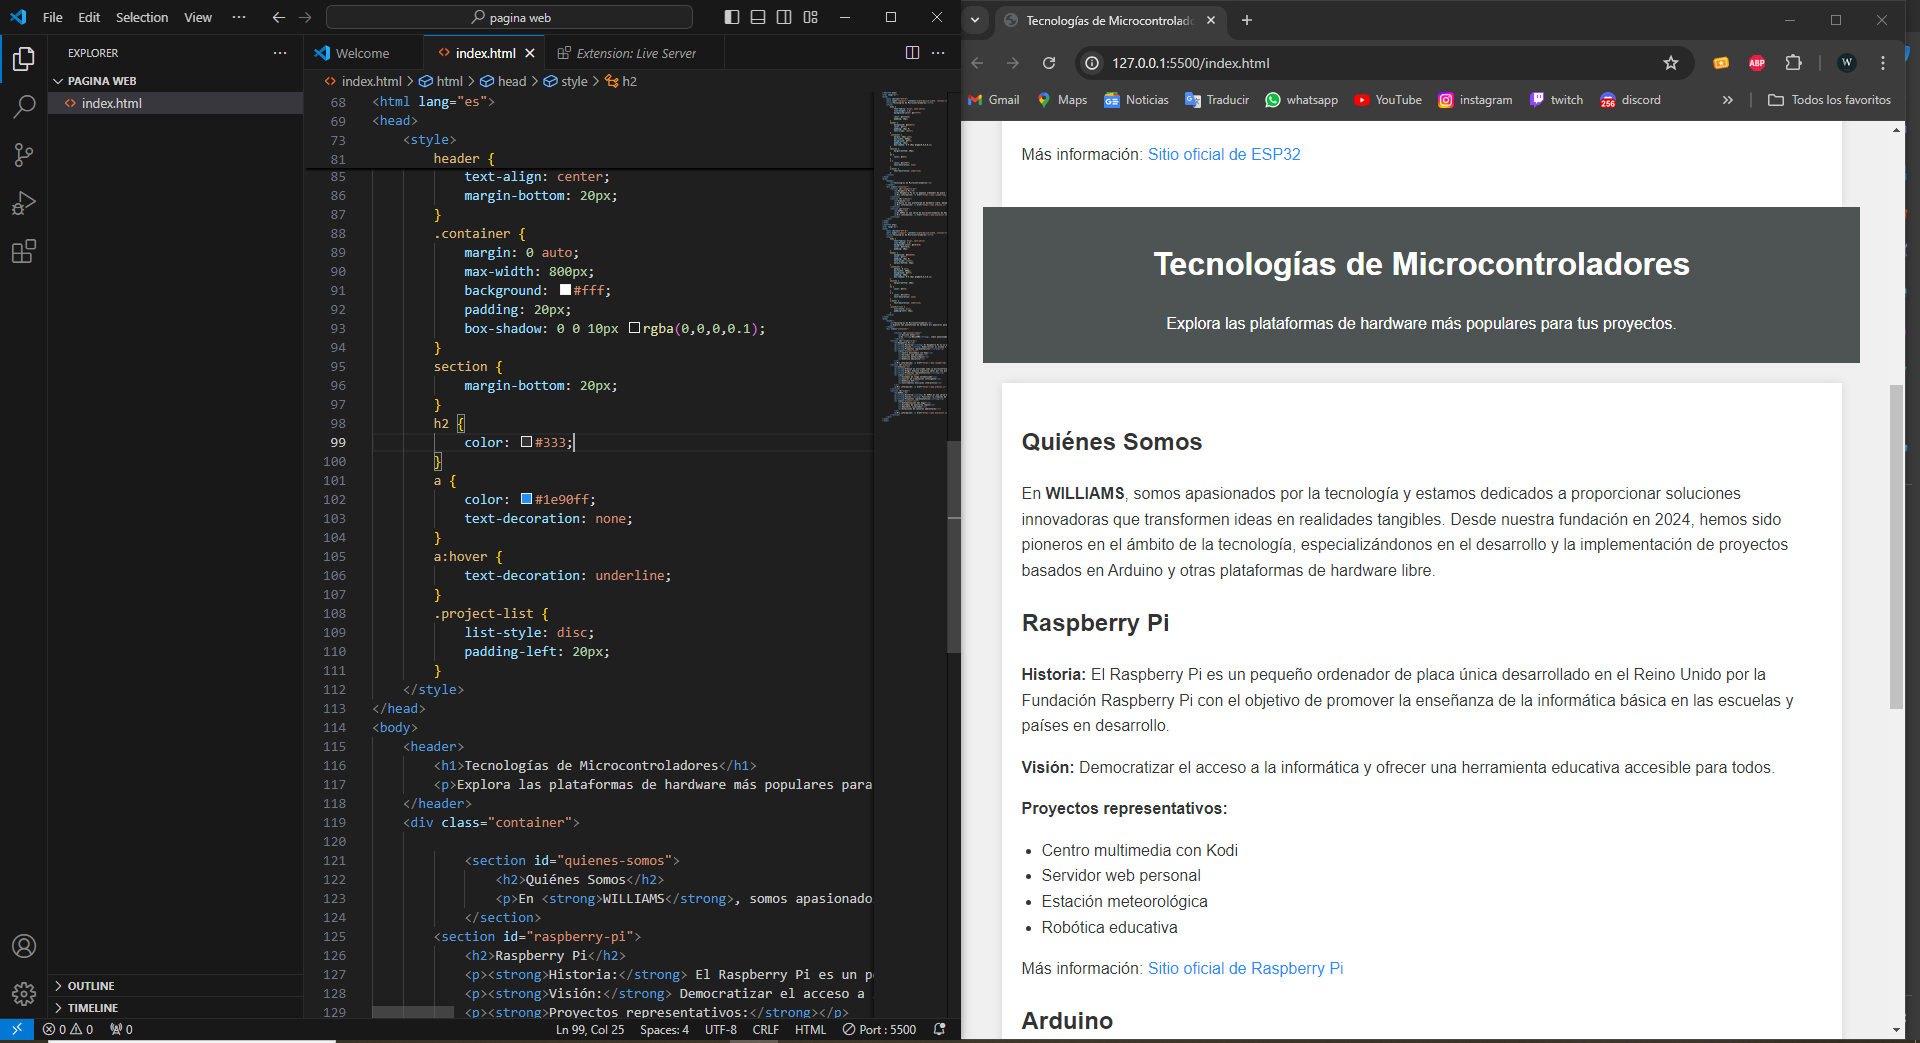 File Edit Selection View ··· pagina web
EXPLORER ···
PAGINA WEB
index.html
OUTLINE
TIMELINE
Welcome
index.html
Extension: Live Server
index.html > html > head > style > h2
68 <html lang="es">
69 <head>
73 <style>
81 header {
85 text-align: center;
86 margin-bottom: 20px;
87 }
88 .container {
89 margin: 0 auto;
90 max-width: 800px;
91 background: #fff;
92 padding: 20px;
93 box-shadow: 0 0 10px rgba(0,0,0,0.1);
94 }
95 section {
96 margin-bottom: 20px;
97 }
98 h2 {
99 color: #333;
100 }
101 a {
102 color: #1e90ff;
103 text-decoration: none;
104 }
105 a:hover {
106 text-decoration: underline;
107 }
108 .project-list {
109 list-style: disc;
110 padding-left: 20px;
111 }
112 </style>
113 </head>
114 <body>
115 <header>
116 <h1>Tecnologías de Microcontroladores</h1>
117 <p>Explora las plataformas de hardware más populares para
118 </header>
119 <div class="container">
120
121 <section id="quienes-somos">
122 <h2>Quiénes Somos</h2>
123 <p>En <strong>WILLIAMS</strong>, somos apasionado
124 </section>
125 <section id="raspberry-pi">
126 <h2>Raspberry Pi</h2>
127 <p><strong>Historia:</strong> El Raspberry Pi es un p
128 <p><strong>Visión:</strong> Democratizar el acceso a
129 <p><strong>Proyectos representativos:</strong></p>
0 0 0 Ln 99, Col 25 Spaces: 4 UTF-8 CRLF HTML Port : 5500
Tecnologías de Microcontrolad
127.0.0.1:5500/index.html
ABP W
Gmail Maps Noticias Traducir whatsapp YouTube instagram twitch 256 discord » Todos los favoritos
Más información: Sitio oficial de ESP32
Tecnologías de Microcontroladores
Explora las plataformas de hardware más populares para tus proyectos.
Quiénes Somos
En WILLIAMS, somos apasionados por la tecnología y estamos dedicados a proporcionar soluciones
innovadoras que transformen ideas en realidades tangibles. Desde nuestra fundación en 2024, hemos sido
pioneros en el ámbito de la tecnología, especializándonos en el desarrollo y la implementación de proyectos
basados en Arduino y otras plataformas de hardware libre.
Raspberry Pi
Historia: El Raspberry Pi es un pequeño ordenador de placa única desarrollado en el Reino Unido por la
Fundación Raspberry Pi con el objetivo de promover la enseñanza de la informática básica en las escuelas y
países en desarrollo.
Visión: Democratizar el acceso a la informática y ofrecer una herramienta educativa accesible para todos.
Proyectos representativos:
• Centro multimedia con Kodi
• Servidor web personal
• Estación meteorológica
• Robótica educativa
Más información: Sitio oficial de Raspberry Pi
Arduino